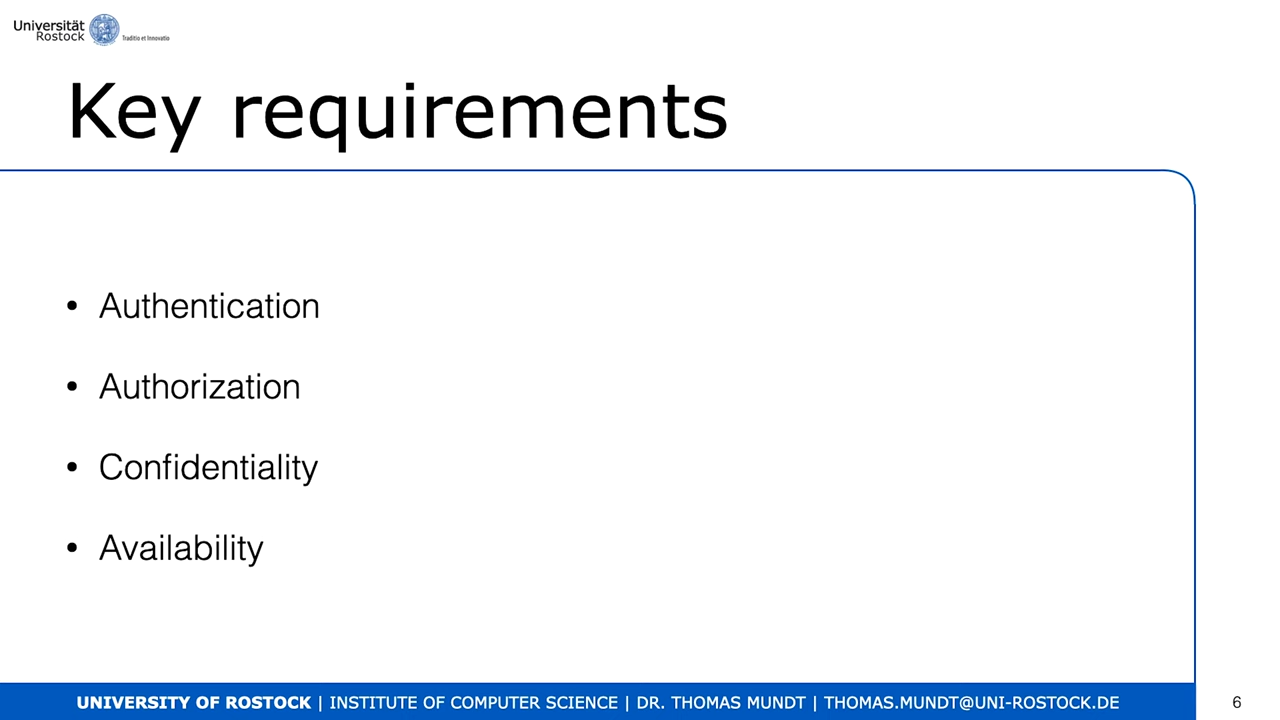 Universität
Rostock
Traditio et Innovatio
Key requirements
• Authentication
• Authorization
• Confidentiality
• Availability
UNIVERSITY OF ROSTOCK | INSTITUTE OF COMPUTER SCIENCE | DR. THOMAS MUNDT | THOMAS.MUNDT@UNI-ROSTOCK.DE
6